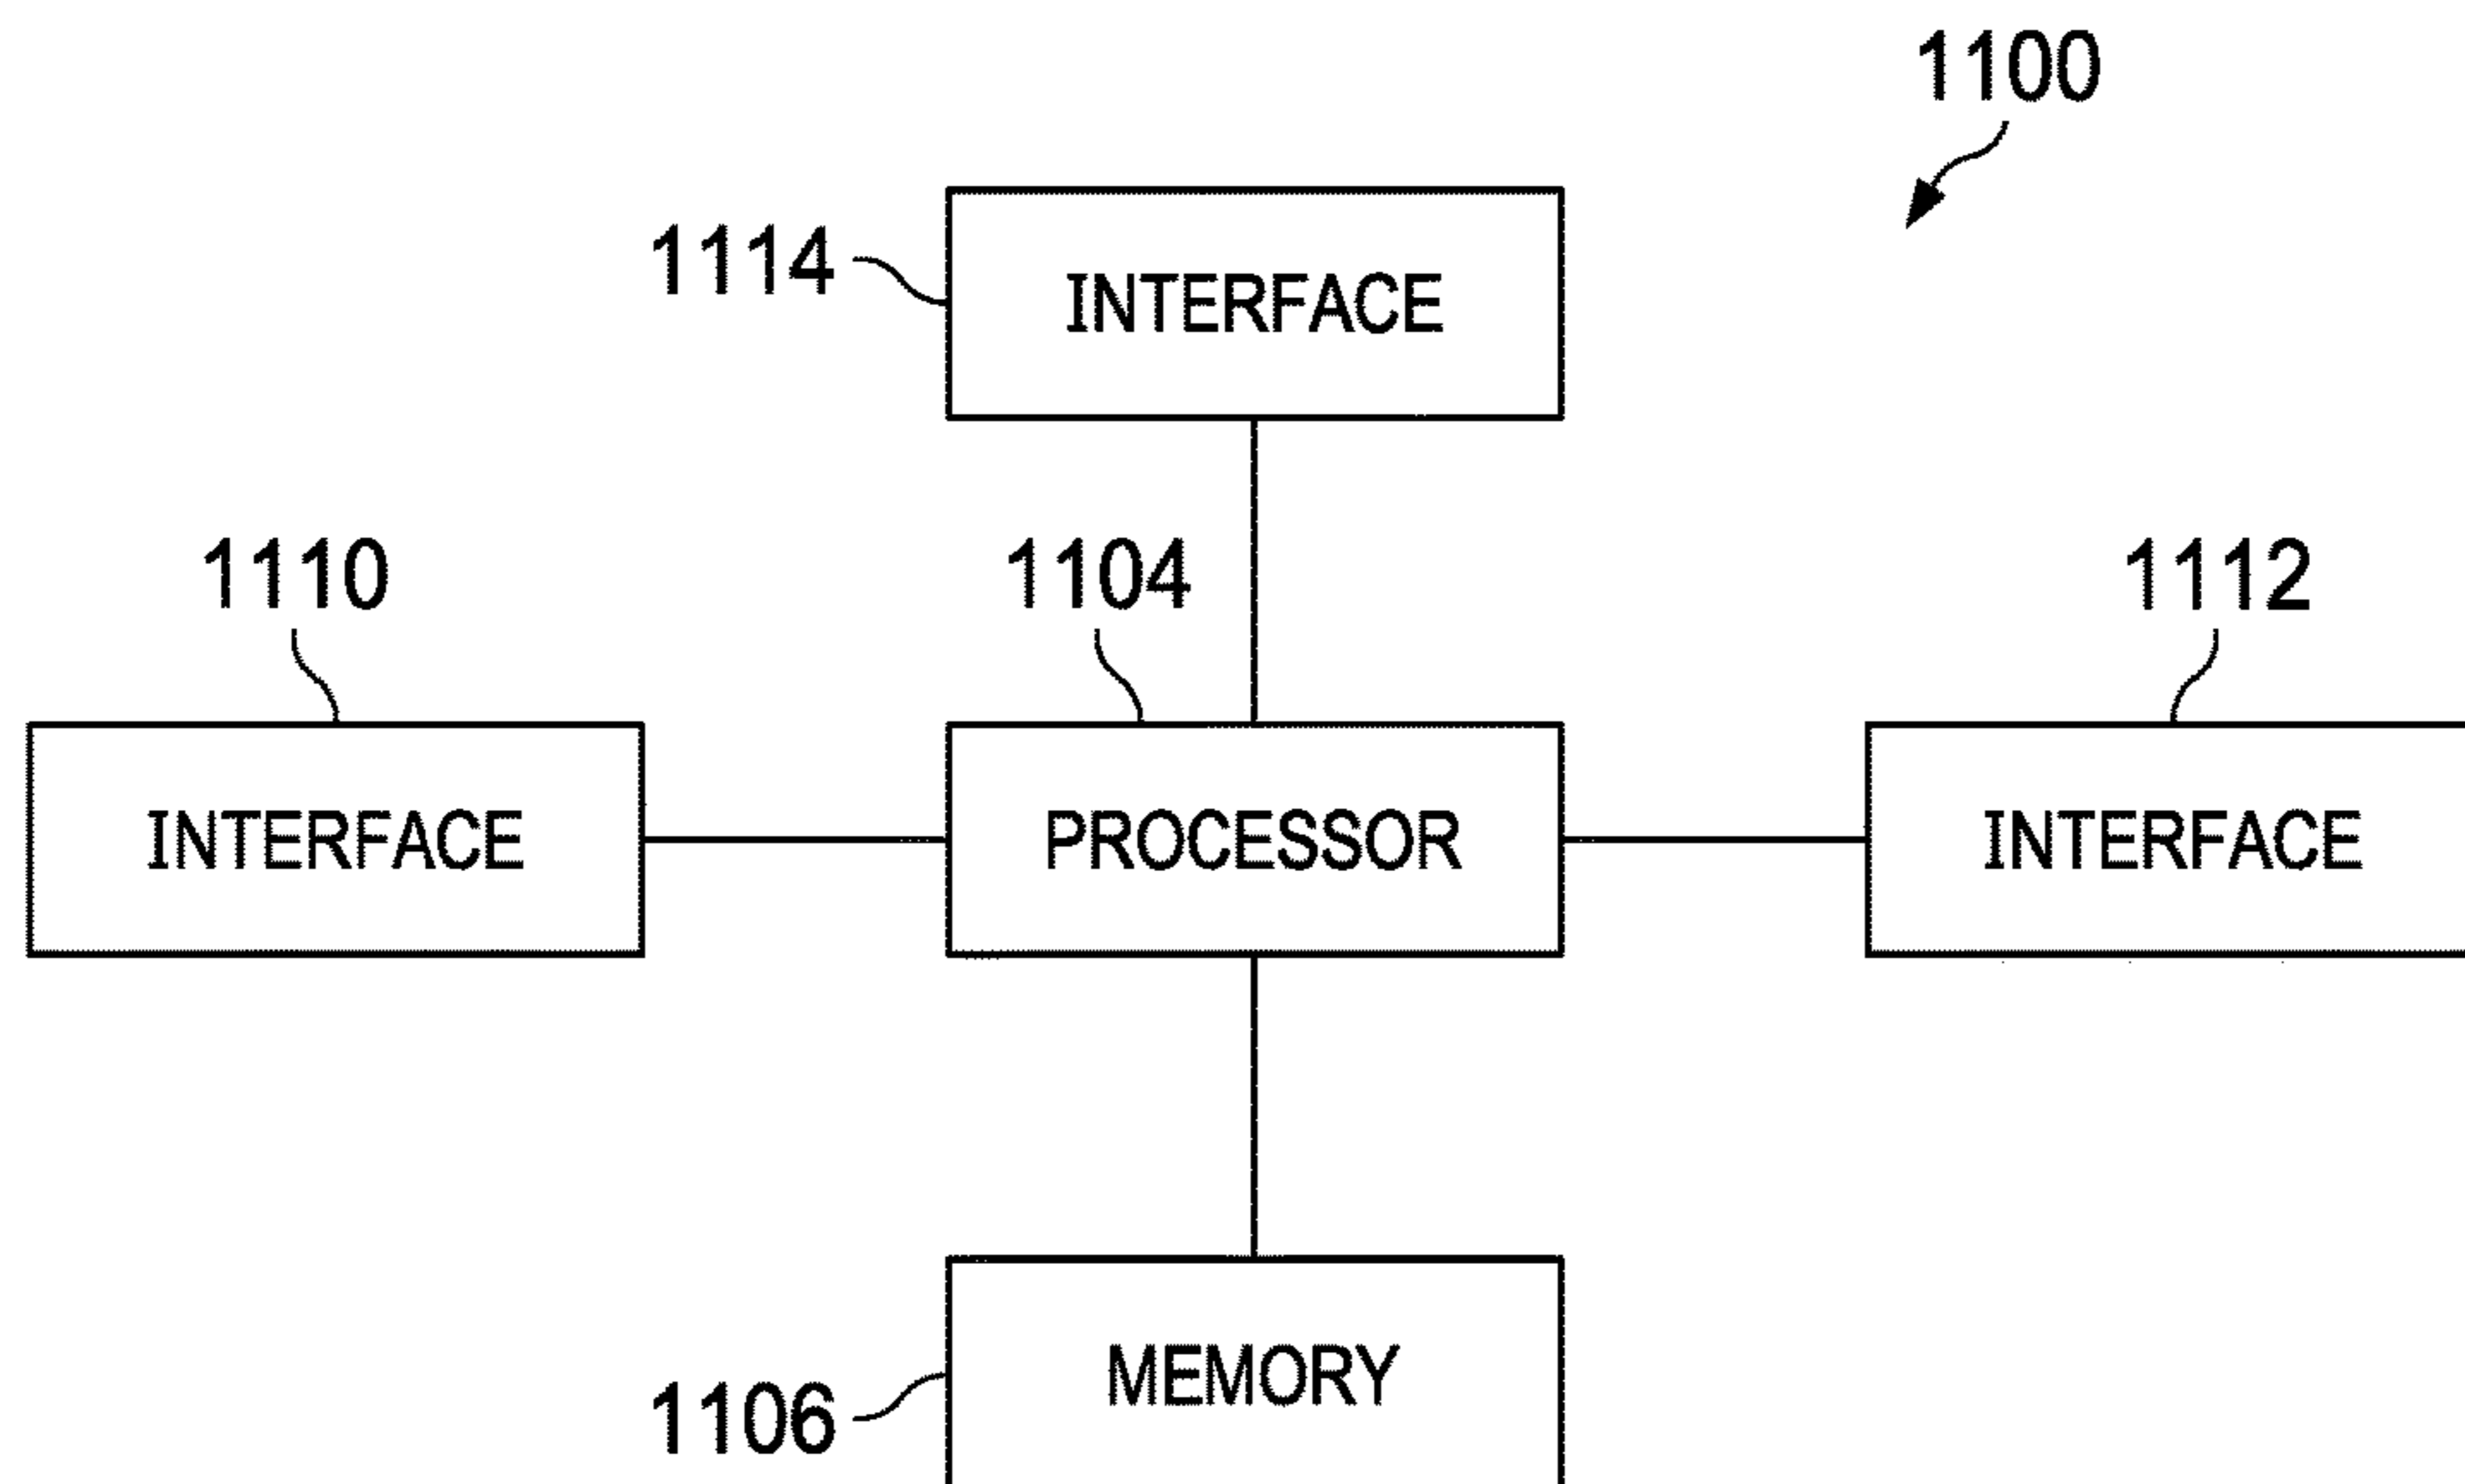 1100
1114
INTERFACE
1110
1104
1112
INTERFACE
PROCESSOR
INTERFACE
MEMORY
1106